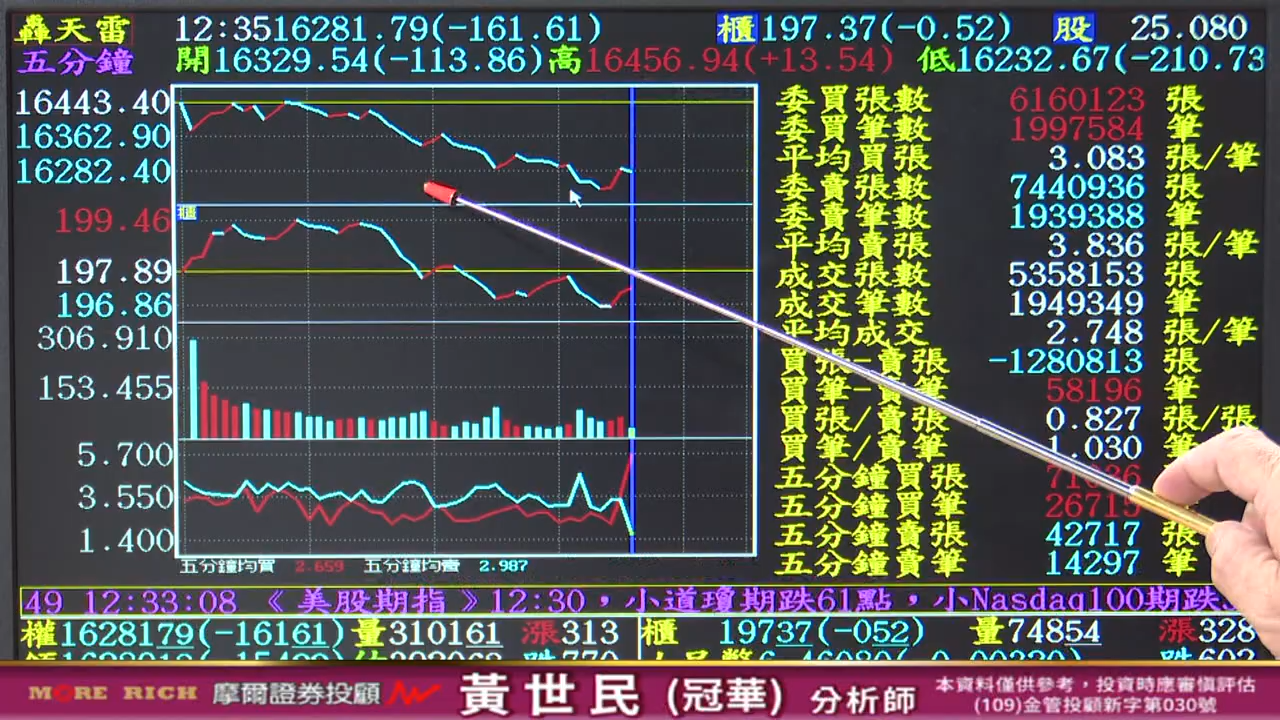 轟天雷 12:35 16281.79(-161.61) 櫃 197.37(-0.52) 股 25.080
五分鐘 開16329.54(-113.86) 高16456.94(+13.54) 低16232.67(-210.73
16443.40
16362.90
16282.40
199.46
櫃
197.89
196.86
306.910
153.455
5.700
3.550
1.400
五分鐘均買 2.659 五分鐘均賣 2.987
委買張數 6160123 張
委買筆數 1997584 筆
平均買張 3.083 張/筆
委賣張數 7440936 張
委賣筆數 1939388 筆
平均賣張 3.836 張/筆
成交張數 5358153 張
成交筆數 1949349 筆
平均成交 2.748 張/筆
買張-賣張 -1280813 張
買筆-賣筆 58196 筆
買張/賣張 0.827 張/張
買筆/賣筆 1.030 筆
五分鐘買張
五分鐘買筆 26715
五分鐘賣張 42717 張
五分鐘賣筆 14297 筆
49 12:33:08 《美股期指》12:30，小道瓊期跌61點，小Nasdaq100期跌
權1628179(-16161) 量31016161 漲313 櫃 19737(-052) 量74854 漲328
MORE RICH 摩爾證券投顧 黃世民 (冠華) 分析師
本資料僅供參考，投資時應審慎評估
(109)金管投顧新字第030號